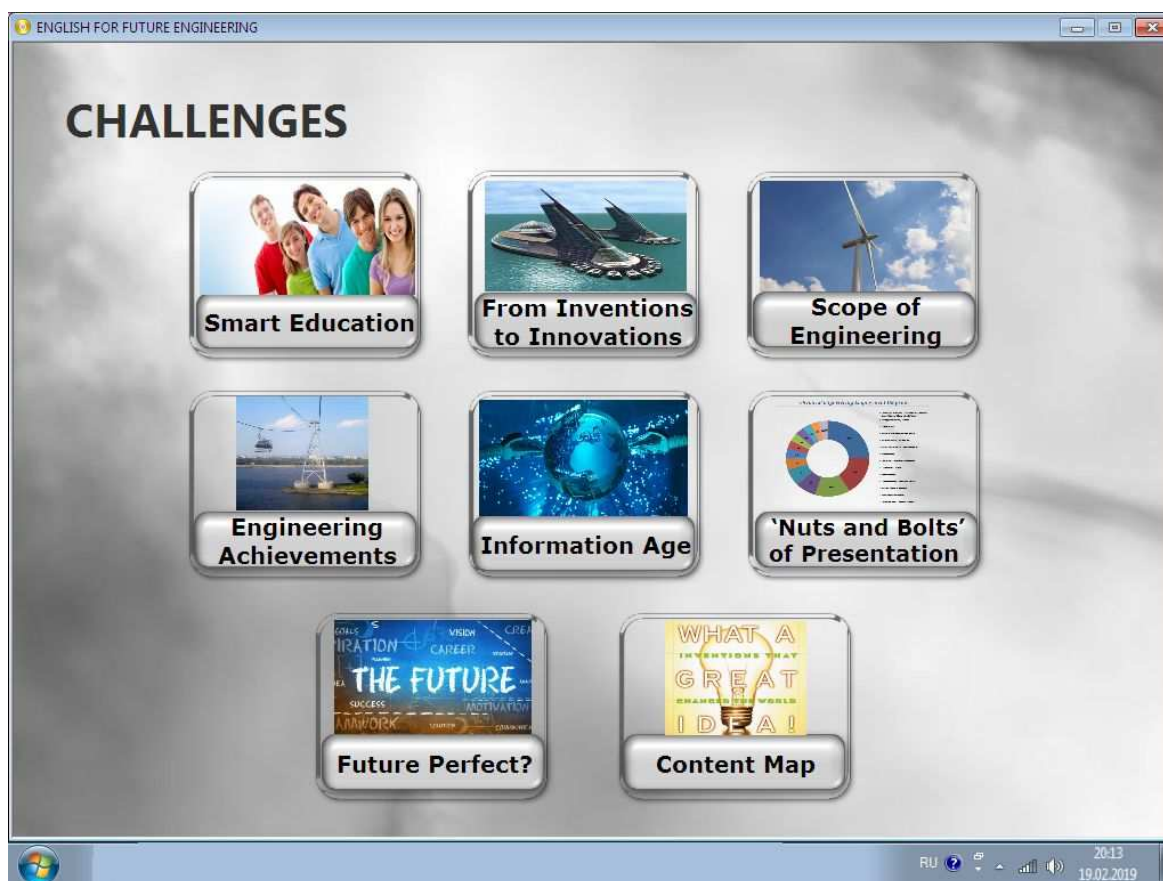 ENGLISH FOR FUTURE ENGINEERING
CHALLENGES
Smart Education
From Inventions
to Innovations
Scope of
Engineering
Engineering
Achievements
Information Age
'Nuts and Bolts'
of Presentation
GOALS
VISION
CAREER
THE FUTURE
SUCCESS
MOTIVATION
Future Perfect?
WHAT A
INVENTIONS THAT
GREAT
CHANGED THE WORLD
IDEA!
Content Map
RU
20:13
19.02.2019